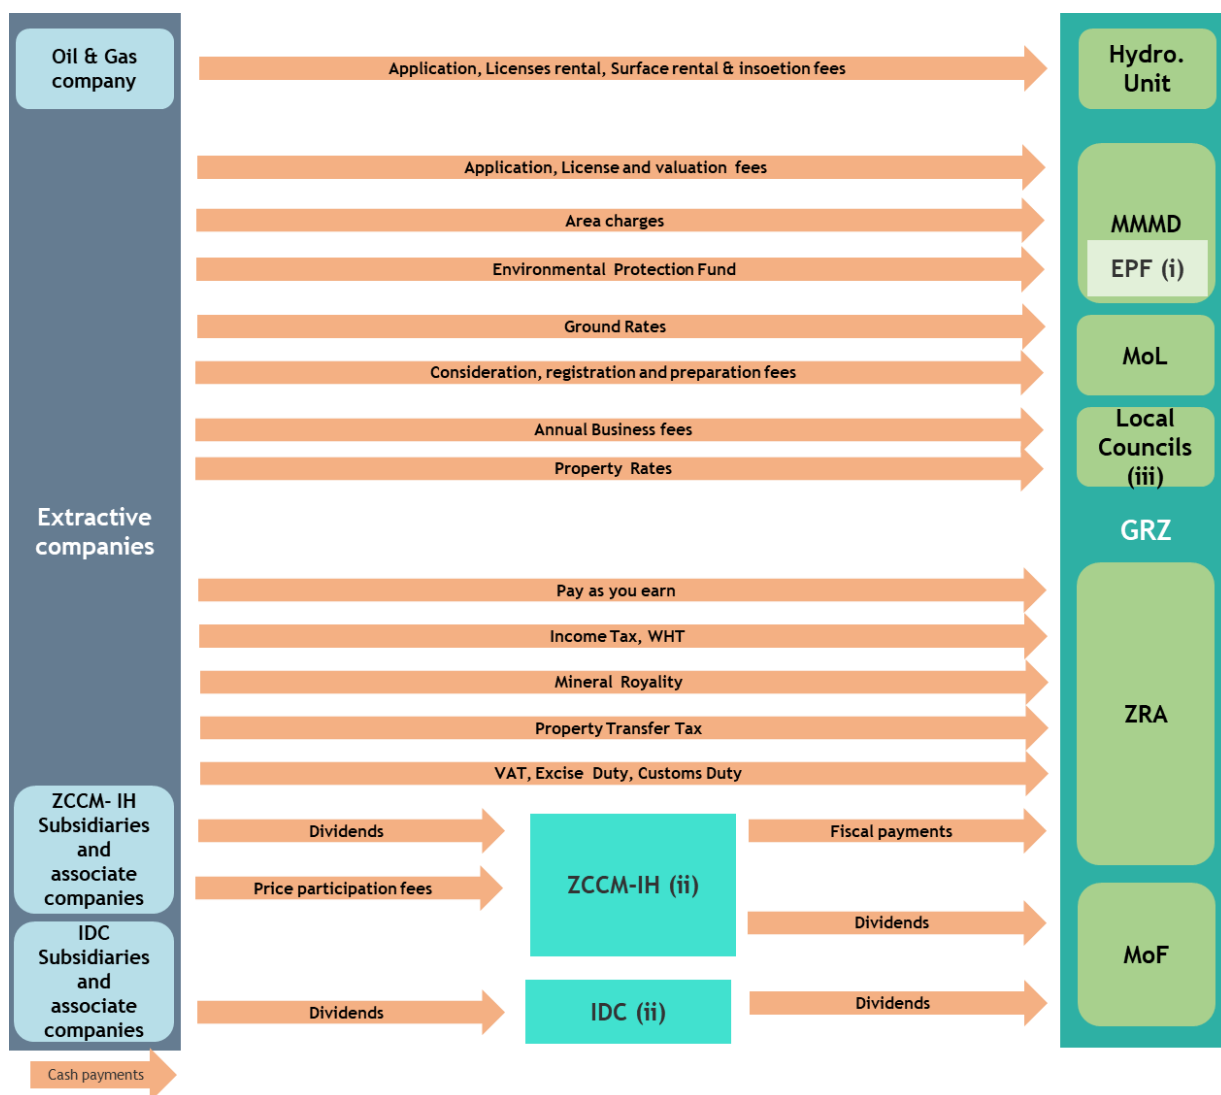 Oil & Gas
company
Application, Licenses rental, Surface rental & insoetion fees
Hydro.
Unit
Application, License and valuation fees
Area charges
MMMD
Environmental Protection Fund
EPF (i)
Ground Rates
MoL
Consideration, registration and preparation fees
Annual Business fees
Local
Councils
(iii)
Property Rates
Extractive
companies
GRZ
Pay as you earn
Income Tax, WHT
Mineral Royality
Property Transfer Tax
ZRA
VAT, Excise Duty, Customs Duty
ZCCM- IH
Subsidiaries
and
associate
companies
Dividends
Price participation fees
ZCCM-IH (ii)
Fiscal payments
Dividends
MoF
IDC
Subsidiaries
and
associate
companies
Dividends
IDC (ii)
Dividends
Cash payments